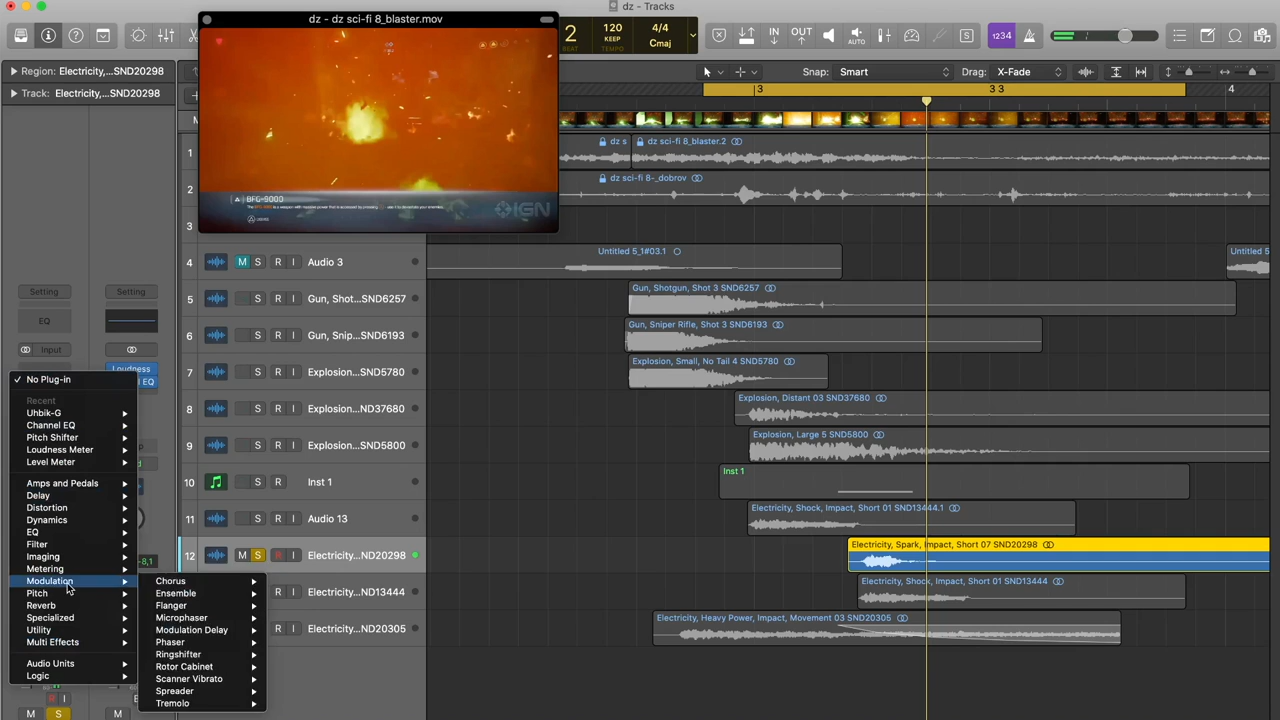 dz - Tracks
dz - dz sci-fi 8_blaster.mov
2
BEAT
120
KEEP
TEMPO
4/4
Cmaj
IN
OUT
AUTO
S
1234
Region: Electricity,...SND20298
Track: Electricity,...SND20298
Snap: Smart
Drag: X-Fade
3
3 3
4
BFG-9000
IGN
1
dz s
dz sci-fi 8_blaster.2
2
dz sci-fi 8-_dobrov
3
4
M S R I Audio 3
Untitled 5_1#03.1
Untitled 5
5
S R I Gun, Shot...SND6257
Gun, Shotgun, Shot 3 SND6257
6
S R I Gun, Snip...SND6193
Gun, Sniper Rifle, Shot 3 SND6193
7
S R I Explosion...SND5780
Explosion, Small, No Tail 4 SND5780
8
S R I Explosion...ND37680
Explosion, Distant 03 SND37680
9
S R I Explosion...SND5800
Explosion, Large 5 SND5800
10
S R Inst 1
Inst 1
11
S R I Audio 13
Electricity, Shock, Impact, Short 01 SND13444.1
12
M S R I Electricity...ND20298
Electricity, Spark, Impact, Short 07 SND20298
I Electricity...ND13444
Electricity, Shock, Impact, Short 01 SND13444
I Electricity...ND20305
Electricity, Heavy Power, Impact, Movement 03 SND20305
Setting
Setting
EQ
Input
Loudness
EQ
-8,1
✓ No Plug-in
Recent
Uhbik-G
Channel EQ
Pitch Shifter
Loudness Meter
Level Meter
Amps and Pedals
Delay
Distortion
Dynamics
EQ
Filter
Imaging
Metering
Modulation
Pitch
Reverb
Specialized
Utility
Multi Effects
Audio Units
Logic
Chorus
Ensemble
Flanger
Microphaser
Modulation Delay
Phaser
Ringshifter
Rotor Cabinet
Scanner Vibrato
Spreader
Tremolo
R I
M S
M